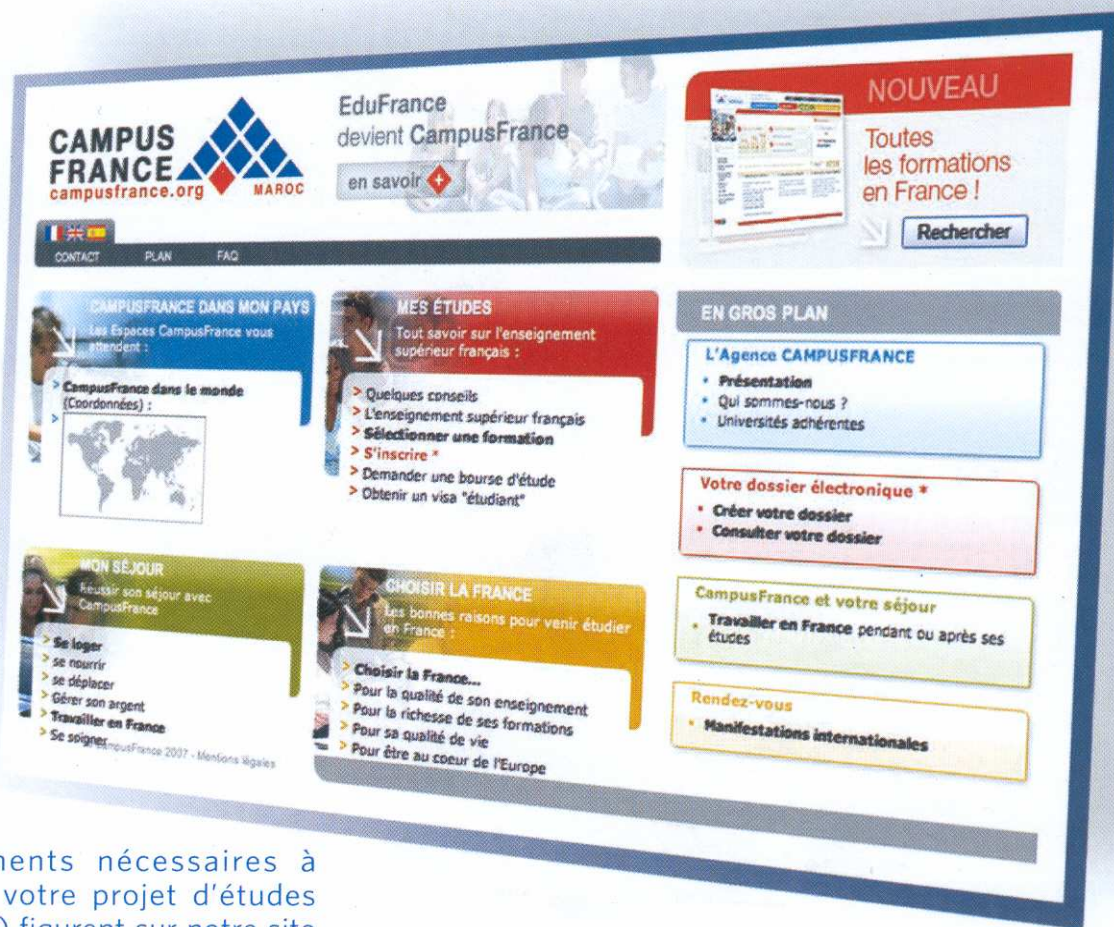 CAMPUS
FRANCE
campusfrance.org
MAROC
EduFrance
devient CampusFrance
en savoir +
NOUVEAU
Toutes
les formations
en France !
Rechercher
CONTACT PLAN FAQ
CAMPUSFRANCE DANS MON PAYS
Les Espaces CampusFrance vous
attendent :
> CampusFrance dans le monde
(Coordonnées) :
>
MES ÉTUDES
Tout savoir sur l'enseignement
supérieur français :
> Quelques conseils
> L'enseignement supérieur français
> Sélectionner une formation
> S'inscrire *
> Demander une bourse d'étude
> Obtenir un visa "étudiant"
EN GROS PLAN
L'Agence CAMPUSFRANCE
• Présentation
• Qui sommes-nous ?
• Universités adhérentes
Votre dossier électronique *
• Créer votre dossier
• Consulter votre dossier
CampusFrance et votre séjour
• Travailler en France pendant ou après ses
études
Rendez-vous
• Manifestations internationales
MON SÉJOUR
Réussir son séjour avec
CampusFrance
> Se loger
> se nourrir
> se déplacer
> Gérer son argent
> Travailler en France
> Se soigner
CampusFrance 2007 - Mentions légales
CHOISIR LA FRANCE
Les bonnes raisons pour venir étudier
en France :
> Choisir la France...
> Pour la qualité de son enseignement
> Pour la richesse de ses formations
> Pour sa qualité de vie
> Pour être au coeur de l'Europe
ments nécessaires à
votre projet d'études
) figurent sur notre site